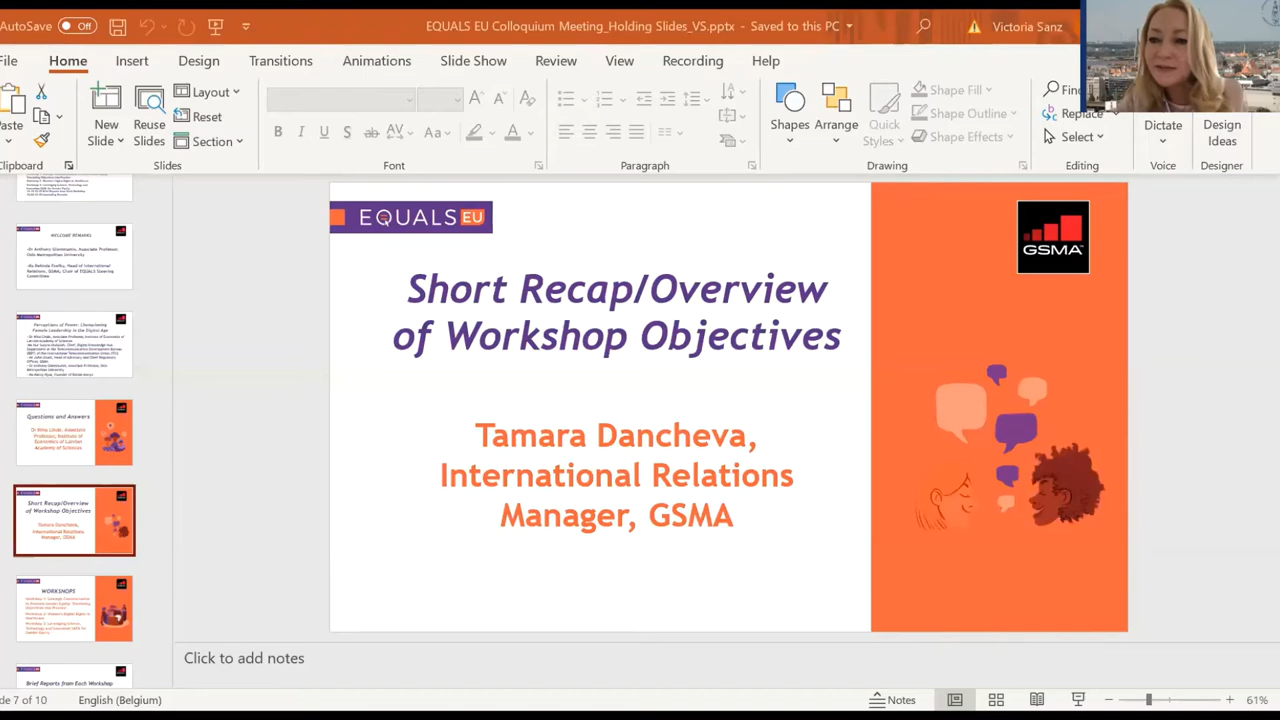 AutoSave Off
EQUALS EU Colloquium Meeting_Holding Slides_VS.pptx - Saved to this PC
Victoria Sanz
File Home Insert Design Transitions Animations Slide Show Review View Recording Help
Paste
New
Slide
Reuse
Slides
Layout
Reset
Section
Shapes
Arrange
Quick
Styles
Shape Fill
Shape Outline
Shape Effects
Find
Replace
Select
Dictate
Design
Ideas
Clipboard Slides Font Paragraph Drawing Editing Voice Designer
WELCOME REMARKS
Questions and Answers
Short Recap/Overview
of Workshop Objectives
Tamara Dancheva,
International Relations
Manager, GSMA
WORKSHOPS
Brief Reports from Each Workshop
EQUALS EU
GSMA™
Short Recap/Overview
of Workshop Objectives
Tamara Dancheva,
International Relations
Manager, GSMA
Click to add notes
de 7 of 10 English (Belgium) Notes 61%